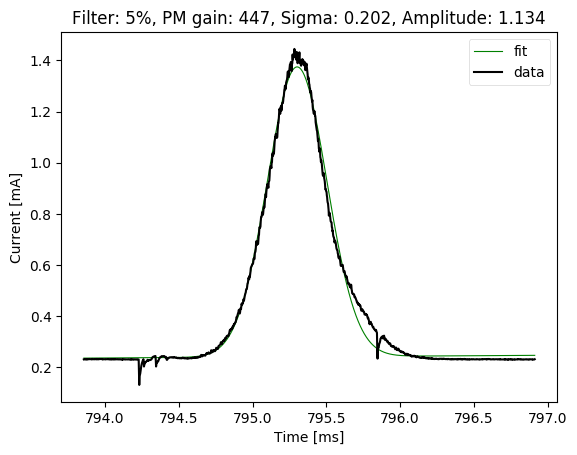 Filter: 5%, PM gain: 447, Sigma: 0.202, Amplitude: 1.134
fit
data
1.4
1.2
1.0
0.8
0.6
0.4
0.2
Current [mA]
794.0 794.5 795.0 795.5 796.0 796.5 797.0
Time [ms]